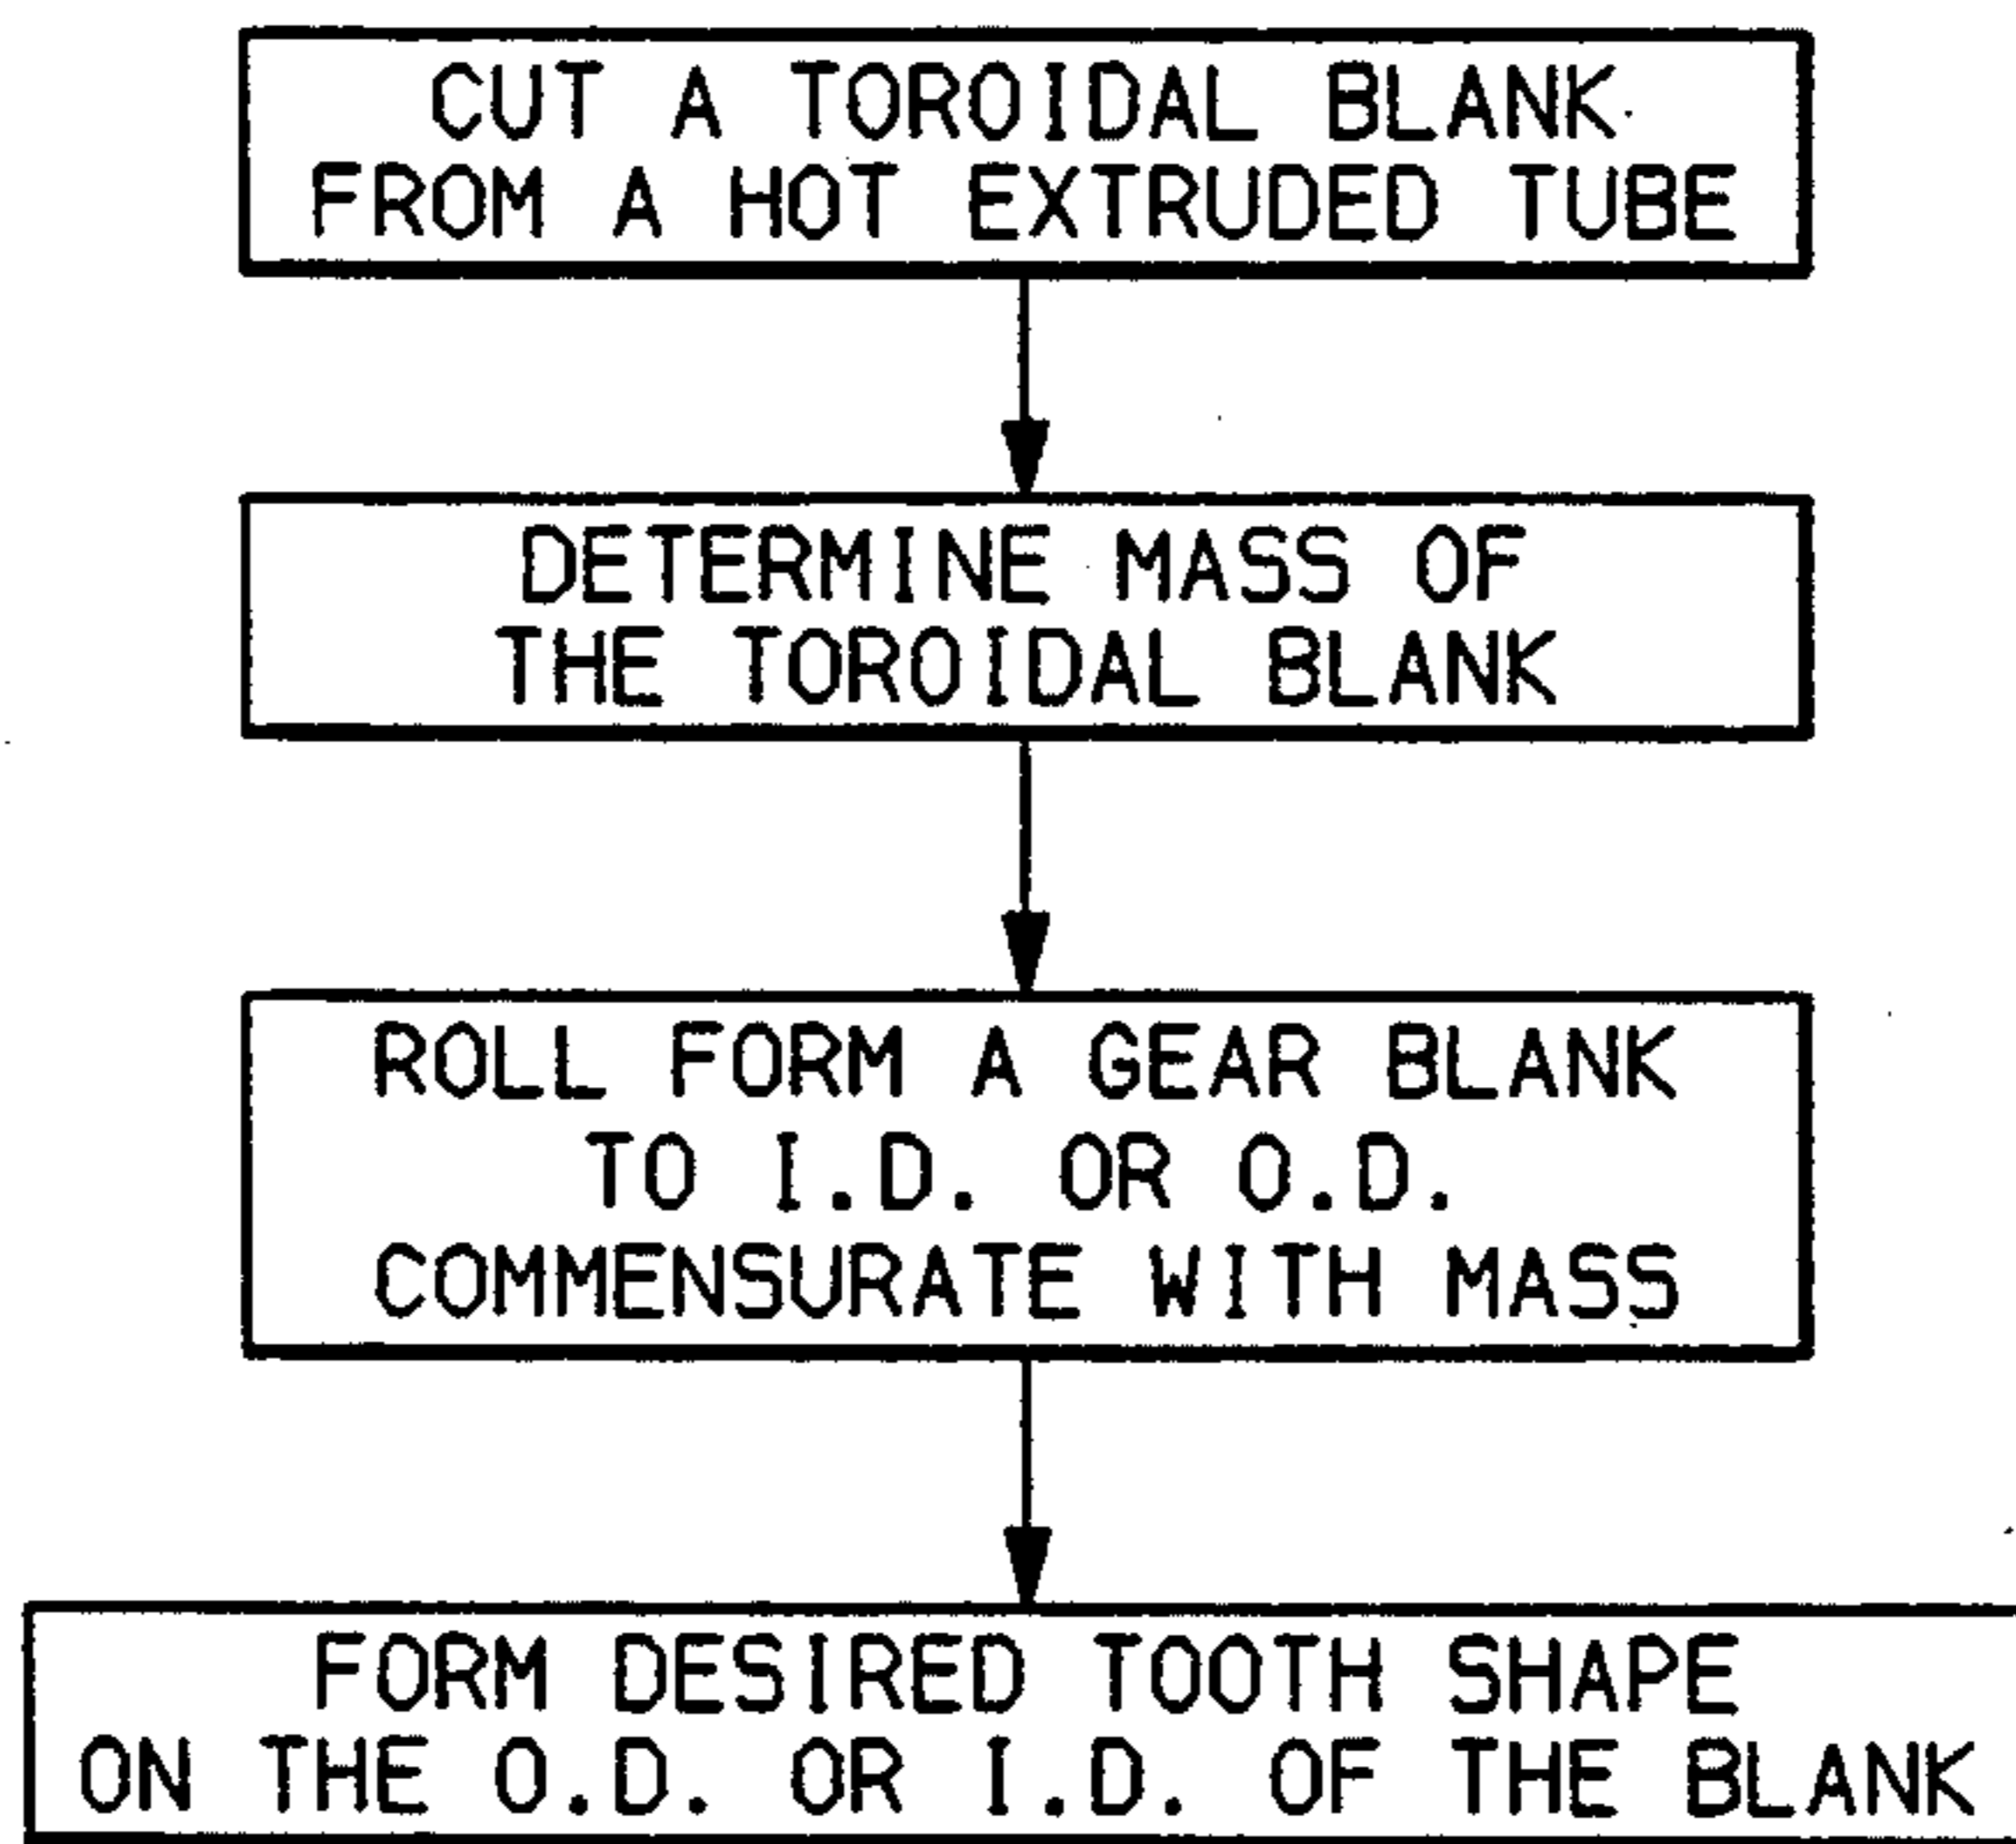 CUT A TOROIDAL BLANK
FROM A HOT EXTRUDED TUBE
DETERMINE MASS OF
THE TOROIDAL BLANK
ROLL FORM A GEAR BLANK
TO I.D. OR O.D.
COMMENSURATE WITH MASS
FORM DESIRED TOOTH SHAPE
ON THE O.D. OR I.D. OF THE BLANK